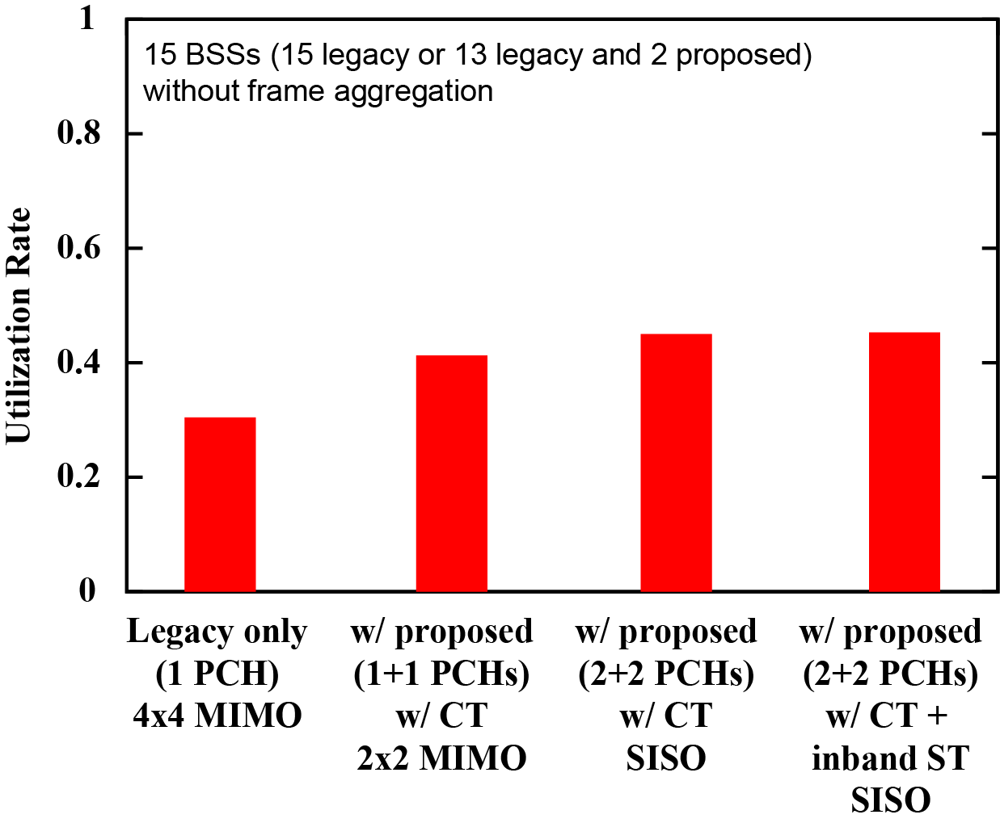 1
15 BSSs (15 legacy or 13 legacy and 2 proposed)
without frame aggregation
0.8
0.6
0.4
0.2
0
Utilization Rate
Legacy only
(1 PCH)
4x4 MIMO
w/ proposed
(1+1 PCHs)
w/ CT
2x2 MIMO
w/ proposed
(2+2 PCHs)
w/ CT
SISO
w/ proposed
(2+2 PCHs)
w/ CT +
inband ST
SISO